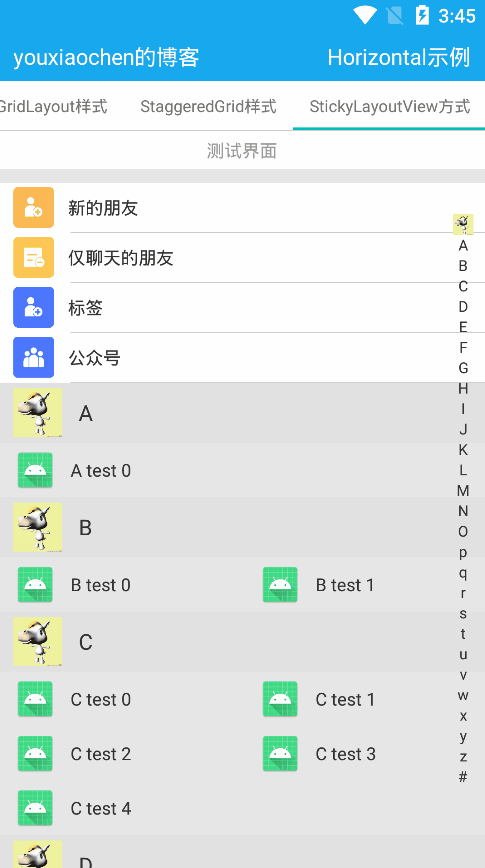 3:45
youxiaochen的博客 Horizontal示例
GridLayout样式 StaggeredGrid样式 StickyLayoutView方式
测试界面
新的朋友
仅聊天的朋友
标签
公众号
A
A test 0
B
B test 0 B test 1
C
C test 0 C test 1
C test 2 C test 3
C test 4
D
A
B
C
D
E
F
G
H
I
J
K
L
M
N
O
p
q
r
s
t
u
v
w
x
y
z
#